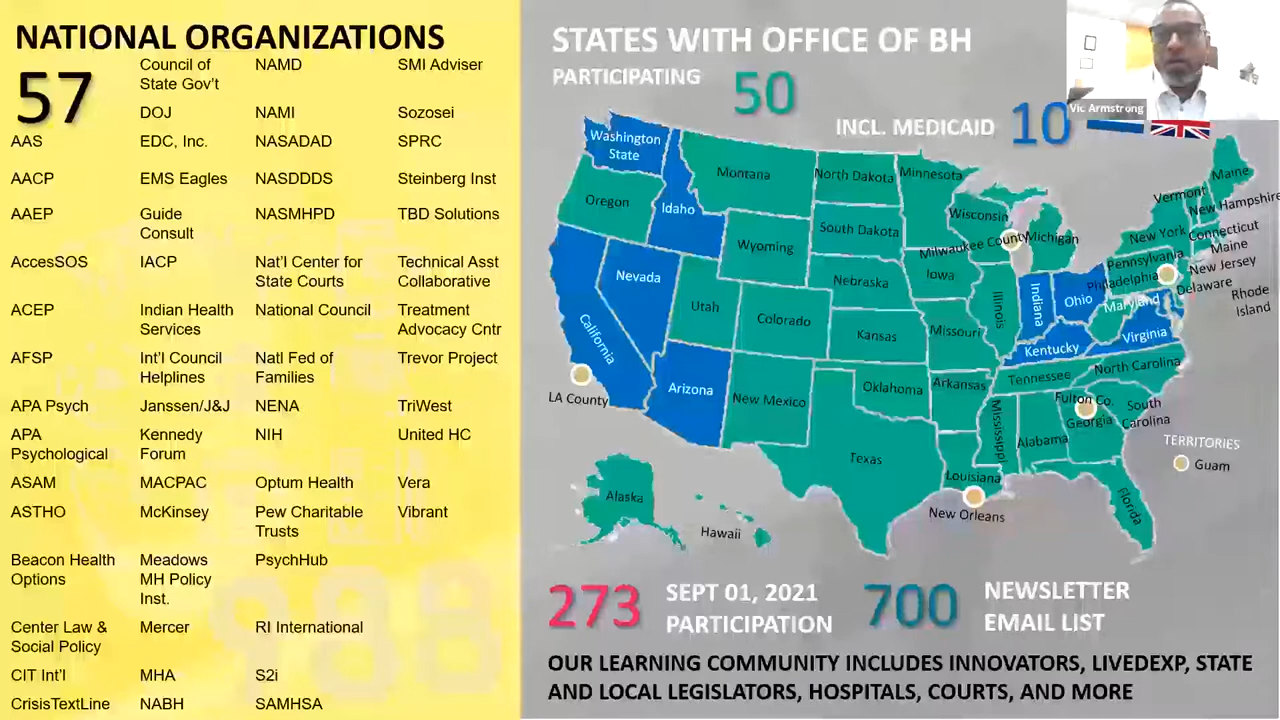 NATIONAL ORGANIZATIONS
57
AAS
AACP
AAEP
AccesSOS
ACEP
AFSP
APA Psych
APA
Psychological
ASAM
ASTHO
Beacon Health
Options
Center Law &
Social Policy
CIT Int'l
CrisisTextLine
Council of
State Gov't
DOJ
EDC, Inc.
EMS Eagles
Guide
Consult
IACP
Indian Health
Services
Int'l Council
Helplines
Janssen/J&J
Kennedy
Forum
MACPAC
McKinsey
Meadows
MH Policy
Inst.
Mercer
MHA
NABH
NAMD
NAMI
NASADAD
NASDDDS
NASMHPD
Nat'l Center for
State Courts
National Council
Natl Fed of
Families
NENA
NIH
Optum Health
Pew Charitable
Trusts
PsychHub
RI International
S2i
SAMHSA
SMI Adviser
Sozosei
SPRC
Steinberg Inst
TBD Solutions
Technical Asst
Collaborative
Treatment
Advocacy Cntr
Trevor Project
TriWest
United HC
Vera
Vibrant
988
STATES WITH OFFICE OF BH
PARTICIPATING
50
INCL. MEDICAID 10
Vic Armstrong
Washington
State
Oregon
Idaho
Montana
North Dakota
Minnesota
Wisconsin
Milwaukee County
Michigan
Wyoming
South Dakota
Nevada
Utah
Colorado
Nebraska
Iowa
Illinois
Indiana
Ohio
California
Kansas
Missouri
Kentucky
Virginia
Maryland
Pennsylvania
Philadelphia
New York
Vermont
Maine
New Hampshire
Connecticut
Maine
New Jersey
Delaware
Rhode
Island
Arizona
New Mexico
Oklahoma
Arkansas
Tennessee
North Carolina
South
Carolina
Fulton Co.
Georgia
Alabama
Mississippi
Texas
Louisiana
New Orleans
Florida
LA County
Alaska
Hawaii
TERRITORIES
Guam
273
SEPT 01, 2021
PARTICIPATION
700
NEWSLETTER
EMAIL LIST
OUR LEARNING COMMUNITY INCLUDES INNOVATORS, LIVEDEXP, STATE
AND LOCAL LEGISLATORS, HOSPITALS, COURTS, AND MORE